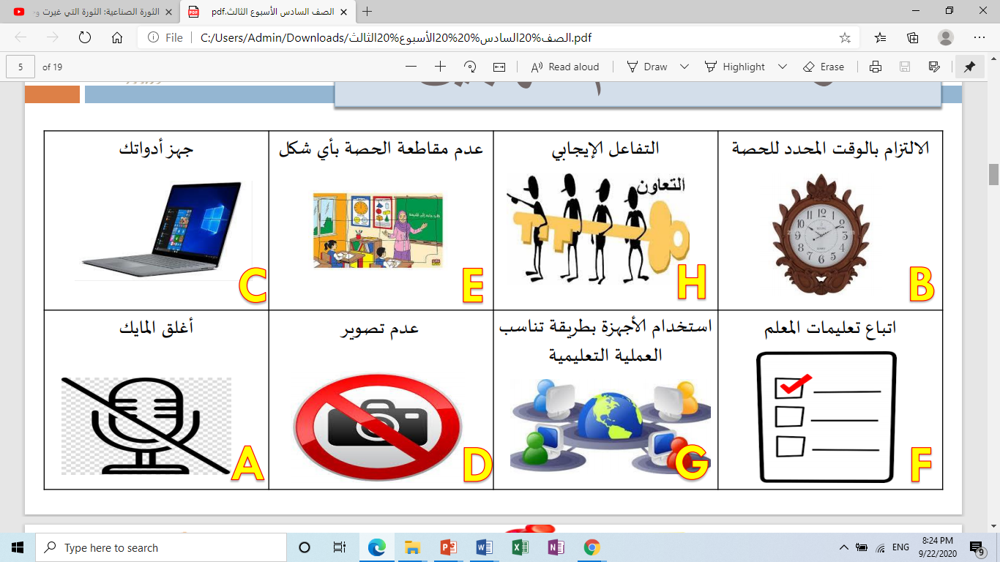 الثورة الصناعية: الثورة التي غيرت و
الصف السادس الأسبوع الثالث.pdf
File
C:/Users/Admin/Downloads/الصف%20السادس%20%20الأسبوع%20الثالث.pdf
5 of 19
Read aloud
Draw
Highlight
Erase
الالتزام بالوقت المحدد للحصة
B
التفاعل الإيجابي
التعاون
H
عدم مقاطعة الحصة بأي شكل
E
جهز أدواتك
C
اتباع تعليمات المعلم
F
استخدام الأجهزة بطريقة تناسب
العملية التعليمية
G
عدم تصوير
D
أغلق المايك
A
Type here to search
ENG
8:24 PM
9/22/2020
9